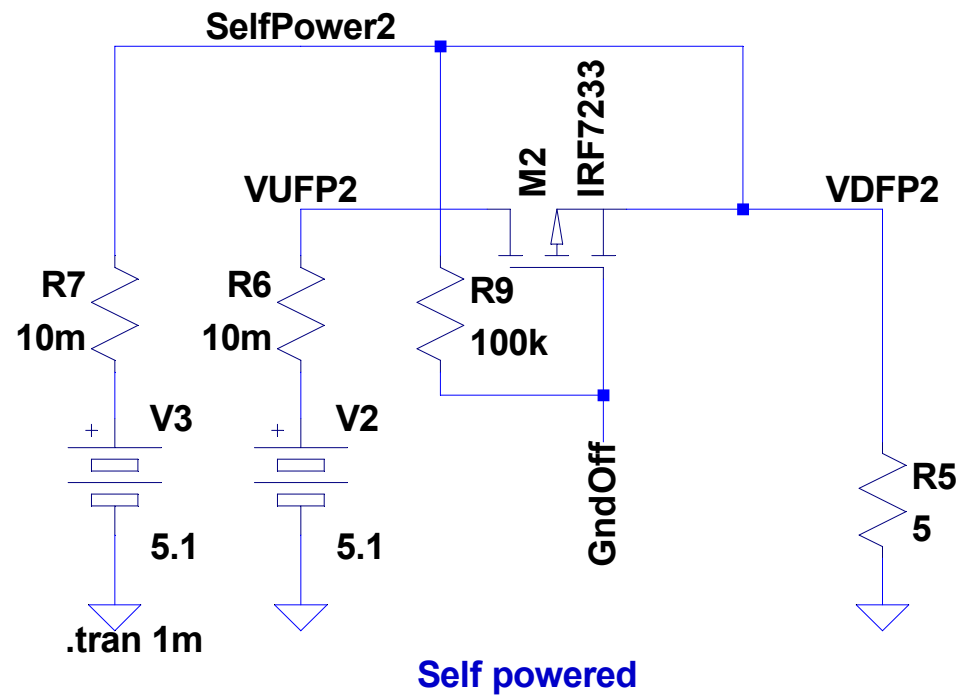 SelfPower2
M2
IRF7233
VUFP2
VDFP2
R7
10m
R6
10m
R9
100k
+
V3
+
V2
GndOff
R5
5
5.1
5.1
.tran 1m
Self powered